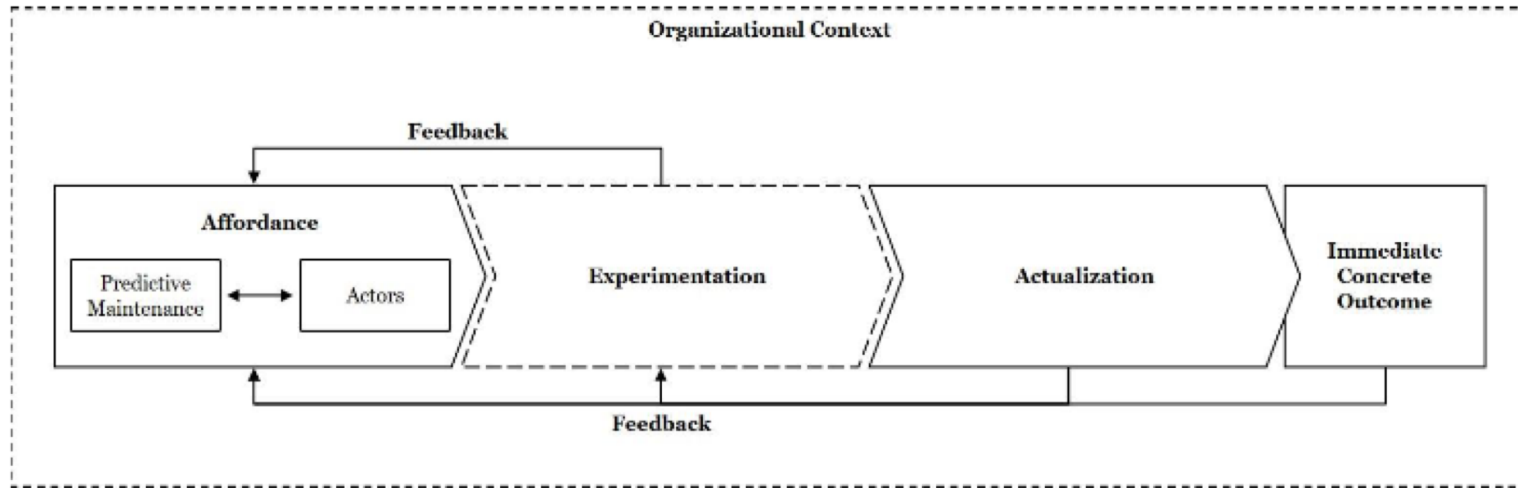 Organizational Context
Feedback
Affordance
Predictive
Maintenance
Actors
Experimentation
Actualization
Immediate
Concrete
Outcome
Feedback